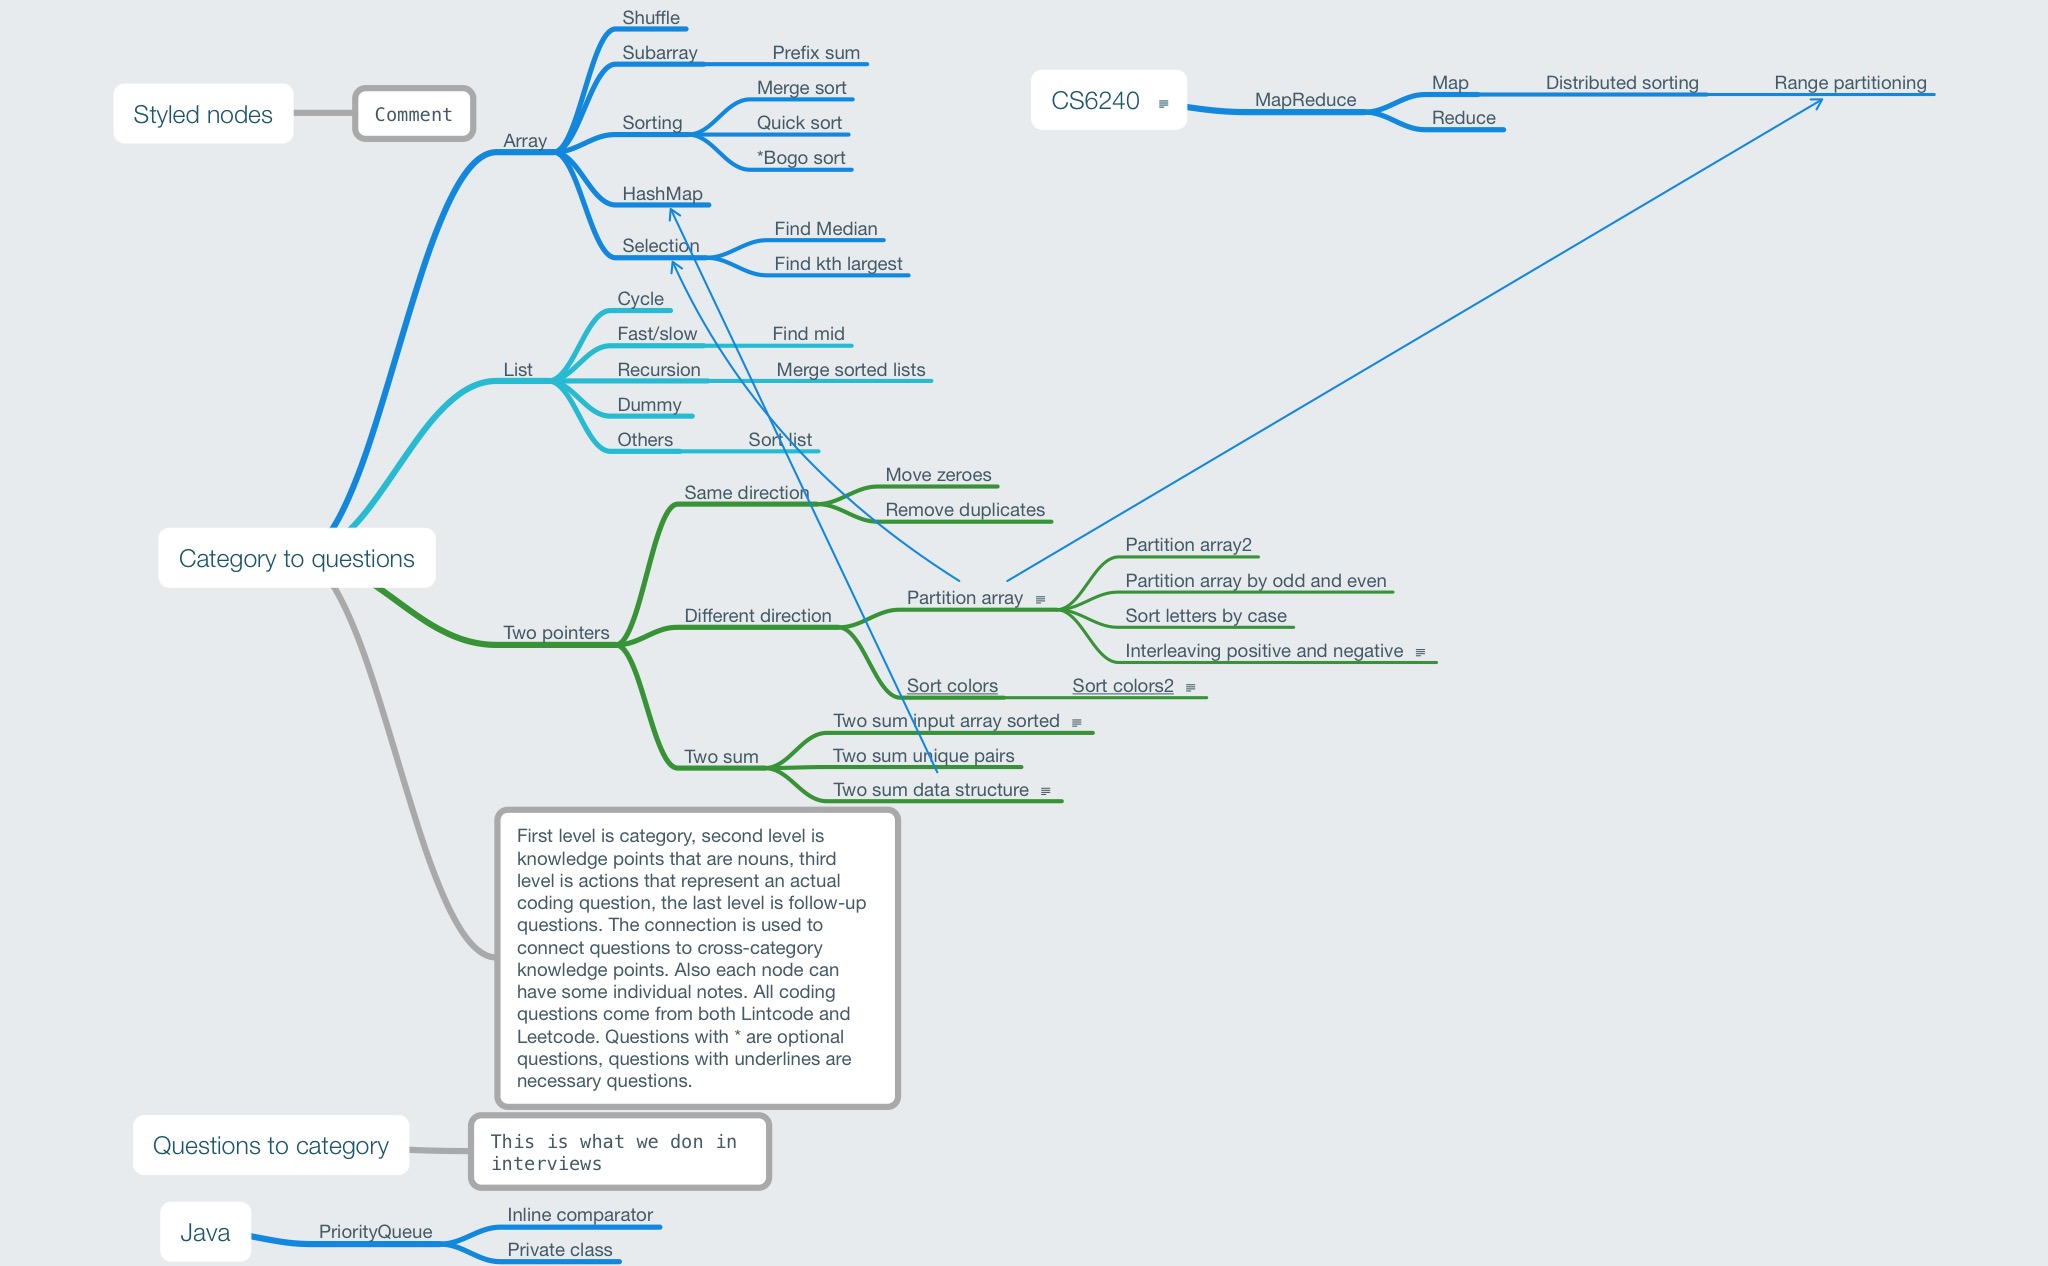 Styled nodes
Comment
Category to questions
Array
Shuffle
Subarray
Prefix sum
Sorting
Merge sort
Quick sort
*Bogo sort
HashMap
Selection
Find Median
Find kth largest
List
Cycle
Fast/slow
Find mid
Recursion
Merge sorted lists
Dummy
Others
Sort list
Two pointers
Same direction
Move zeroes
Remove duplicates
Different direction
Partition array
Partition array2
Partition array by odd and even
Sort letters by case
Interleaving positive and negative
Sort colors
Sort colors2
Two sum
Two sum input array sorted
Two sum unique pairs
Two sum data structure
First level is category, second level is
knowledge points that are nouns, third
level is actions that represent an actual
coding question, the last level is follow-up
questions. The connection is used to
connect questions to cross-category
knowledge points. Also each node can
have some individual notes. All coding
questions come from both Lintcode and
Leetcode. Questions with * are optional
questions, questions with underlines are
necessary questions.
Questions to category
This is what we don in
interviews
Java
PriorityQueue
Inline comparator
Private class
CS6240
MapReduce
Map
Distributed sorting
Range partitioning
Reduce